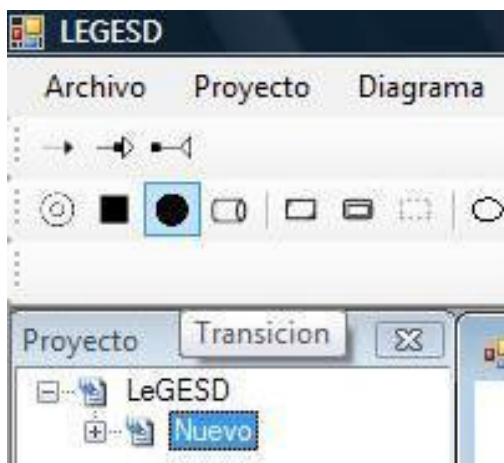 LEGESD
Archivo Proyecto Diagrama
Transicion
Proyecto
LeGESD
Nuevo